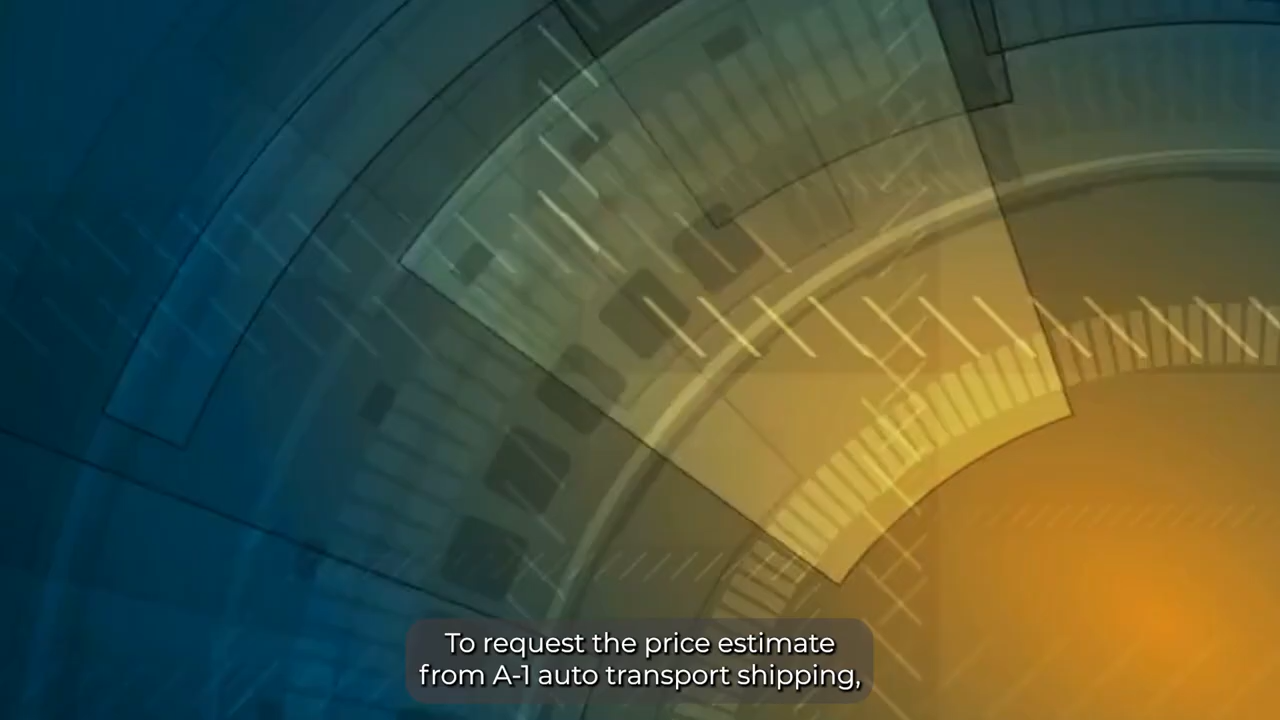 To request the price estimate
from A-1 auto transport shipping,